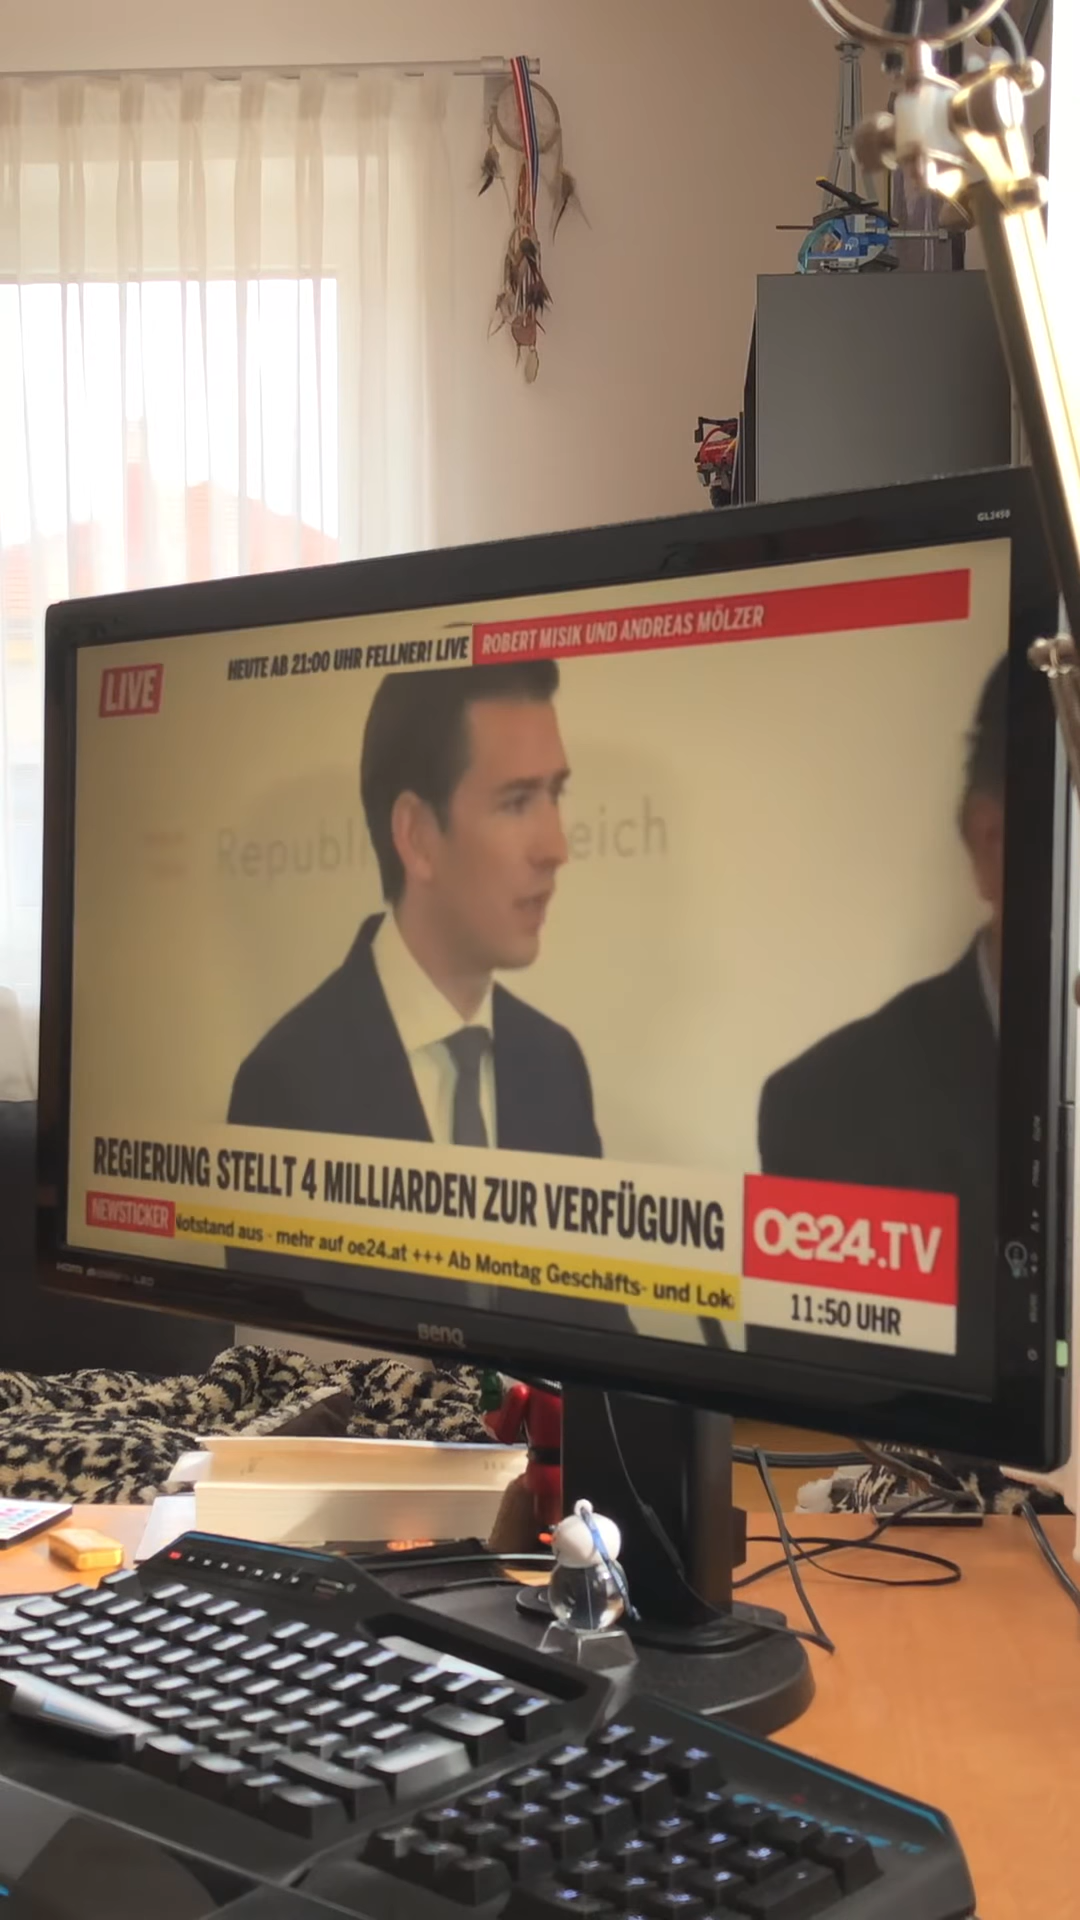 GL2450
HEUTE AB 21:00 UHR FELLNER! LIVE ROBERT MISIK UND ANDREAS MÖLZER
LIVE
Republi eich
REGIERUNG STELLT 4 MILLIARDEN ZUR VERFÜGUNG
NEWSTICKER Notstand aus - mehr auf oe24.at +++ Ab Montag Geschäfts- und Lok
oe24.TV
11:50 UHR
BenQ